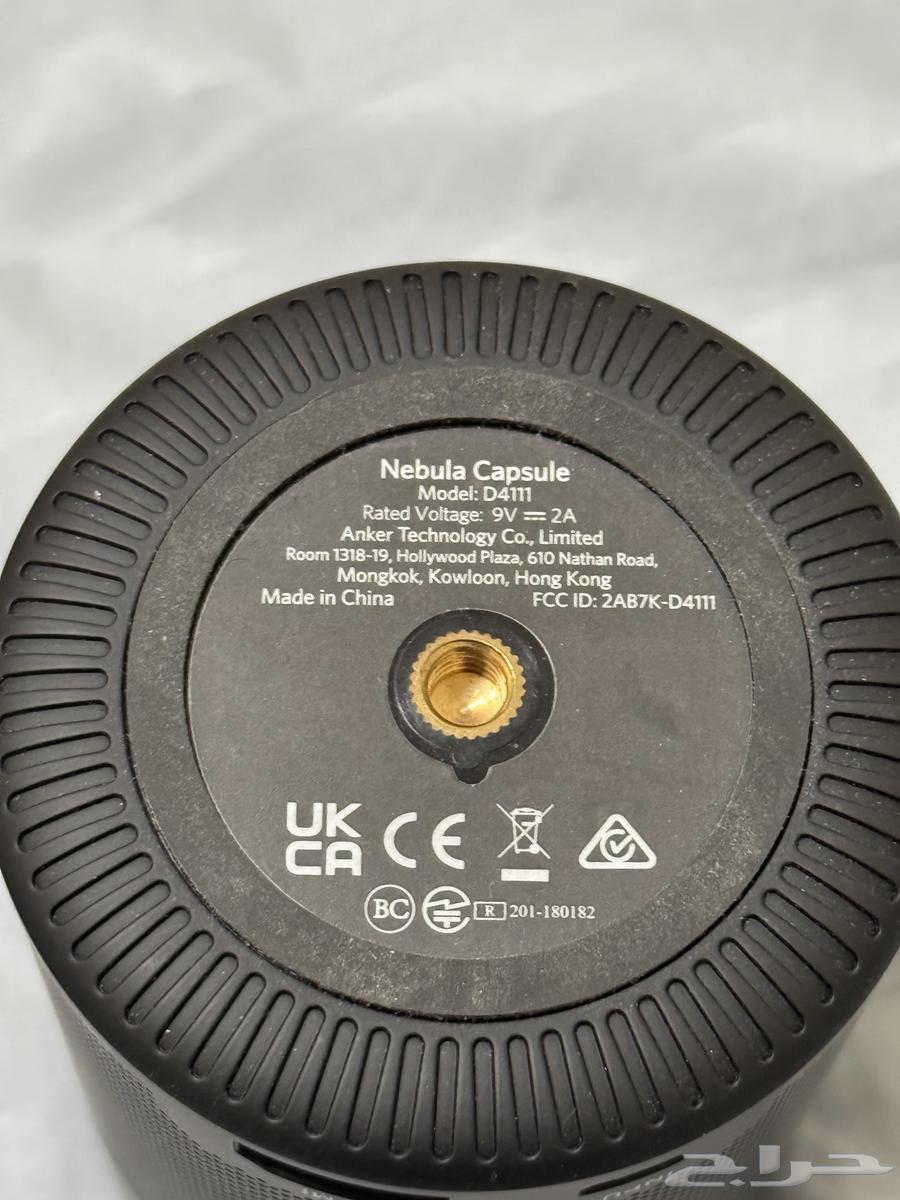 Nebula Capsule
Model: D4111
Rated Voltage: 9V ⎓ 2A
Anker Technology Co., Limited
Room 1318-19, Hollywood Plaza, 610 Nathan Road,
Mongkok, Kowloon, Hong Kong
Made in China FCC ID: 2AB7K-D4111
UK
CA CE
BC R 201-180182
حراج